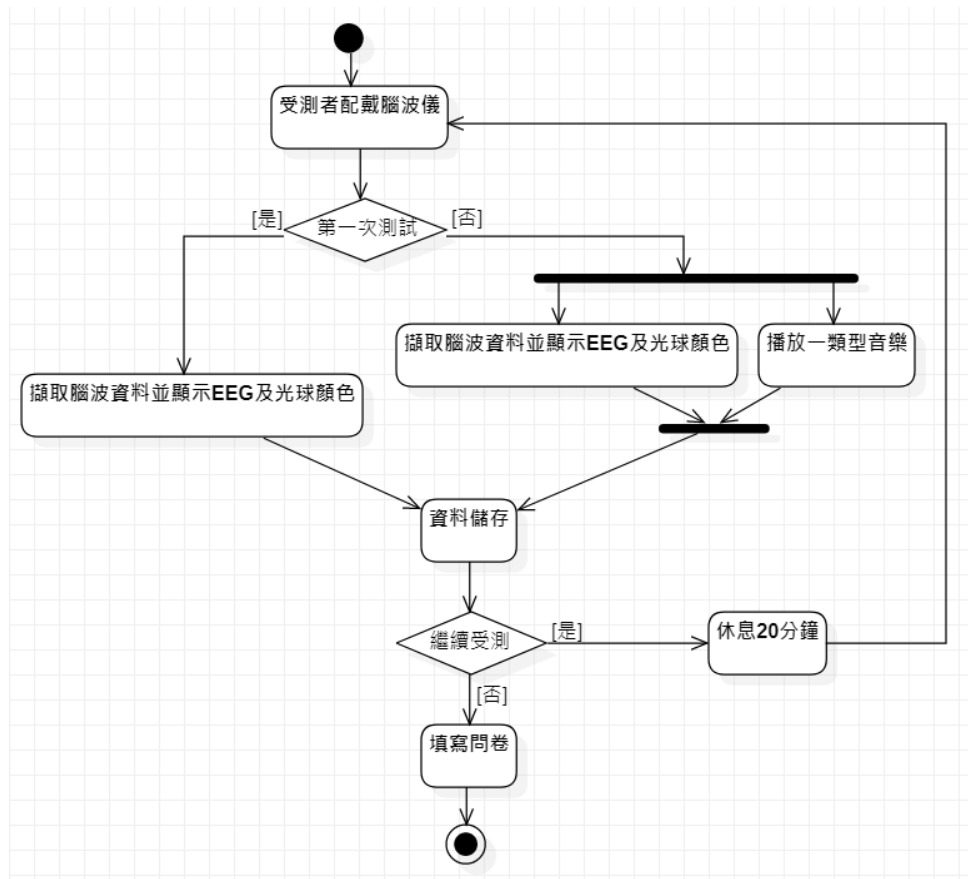 受測者配戴腦波儀
[是]
第一次測試
[否]
擷取腦波資料並顯示EEG及光球顏色
播放一類型音樂
擷取腦波資料並顯示EEG及光球顏色
資料儲存
繼續受測
[是]
休息20分鐘
[否]
填寫問卷